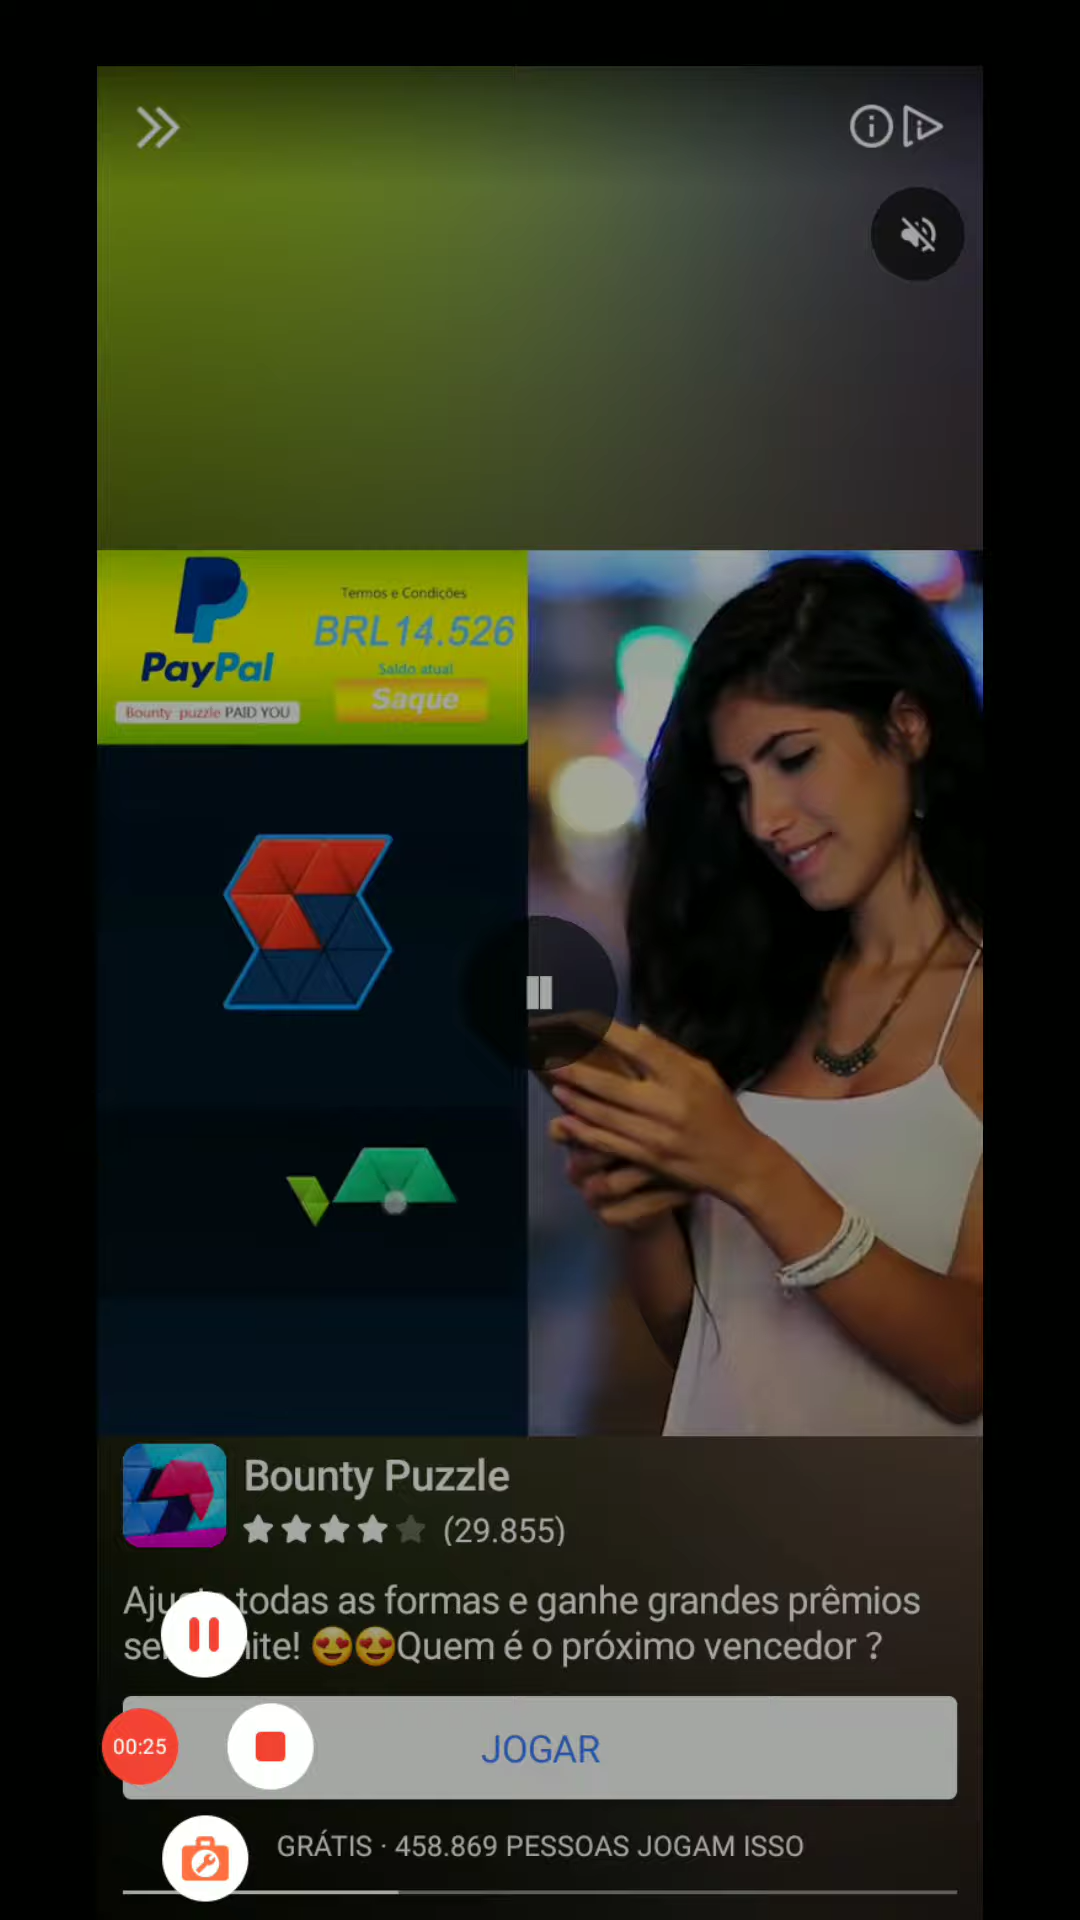 PayPal
Bounty puzzle PAID YOU
Termos e Condições
BRL14.526
Saldo atual
Saque
Bounty Puzzle
(29.855)
todas as formas e ganhe grandes prêmios
😍😍Quem é o próximo vencedor ?
JOGAR
00:25
GRÁTIS · 458.869 PESSOAS JOGAM ISSO